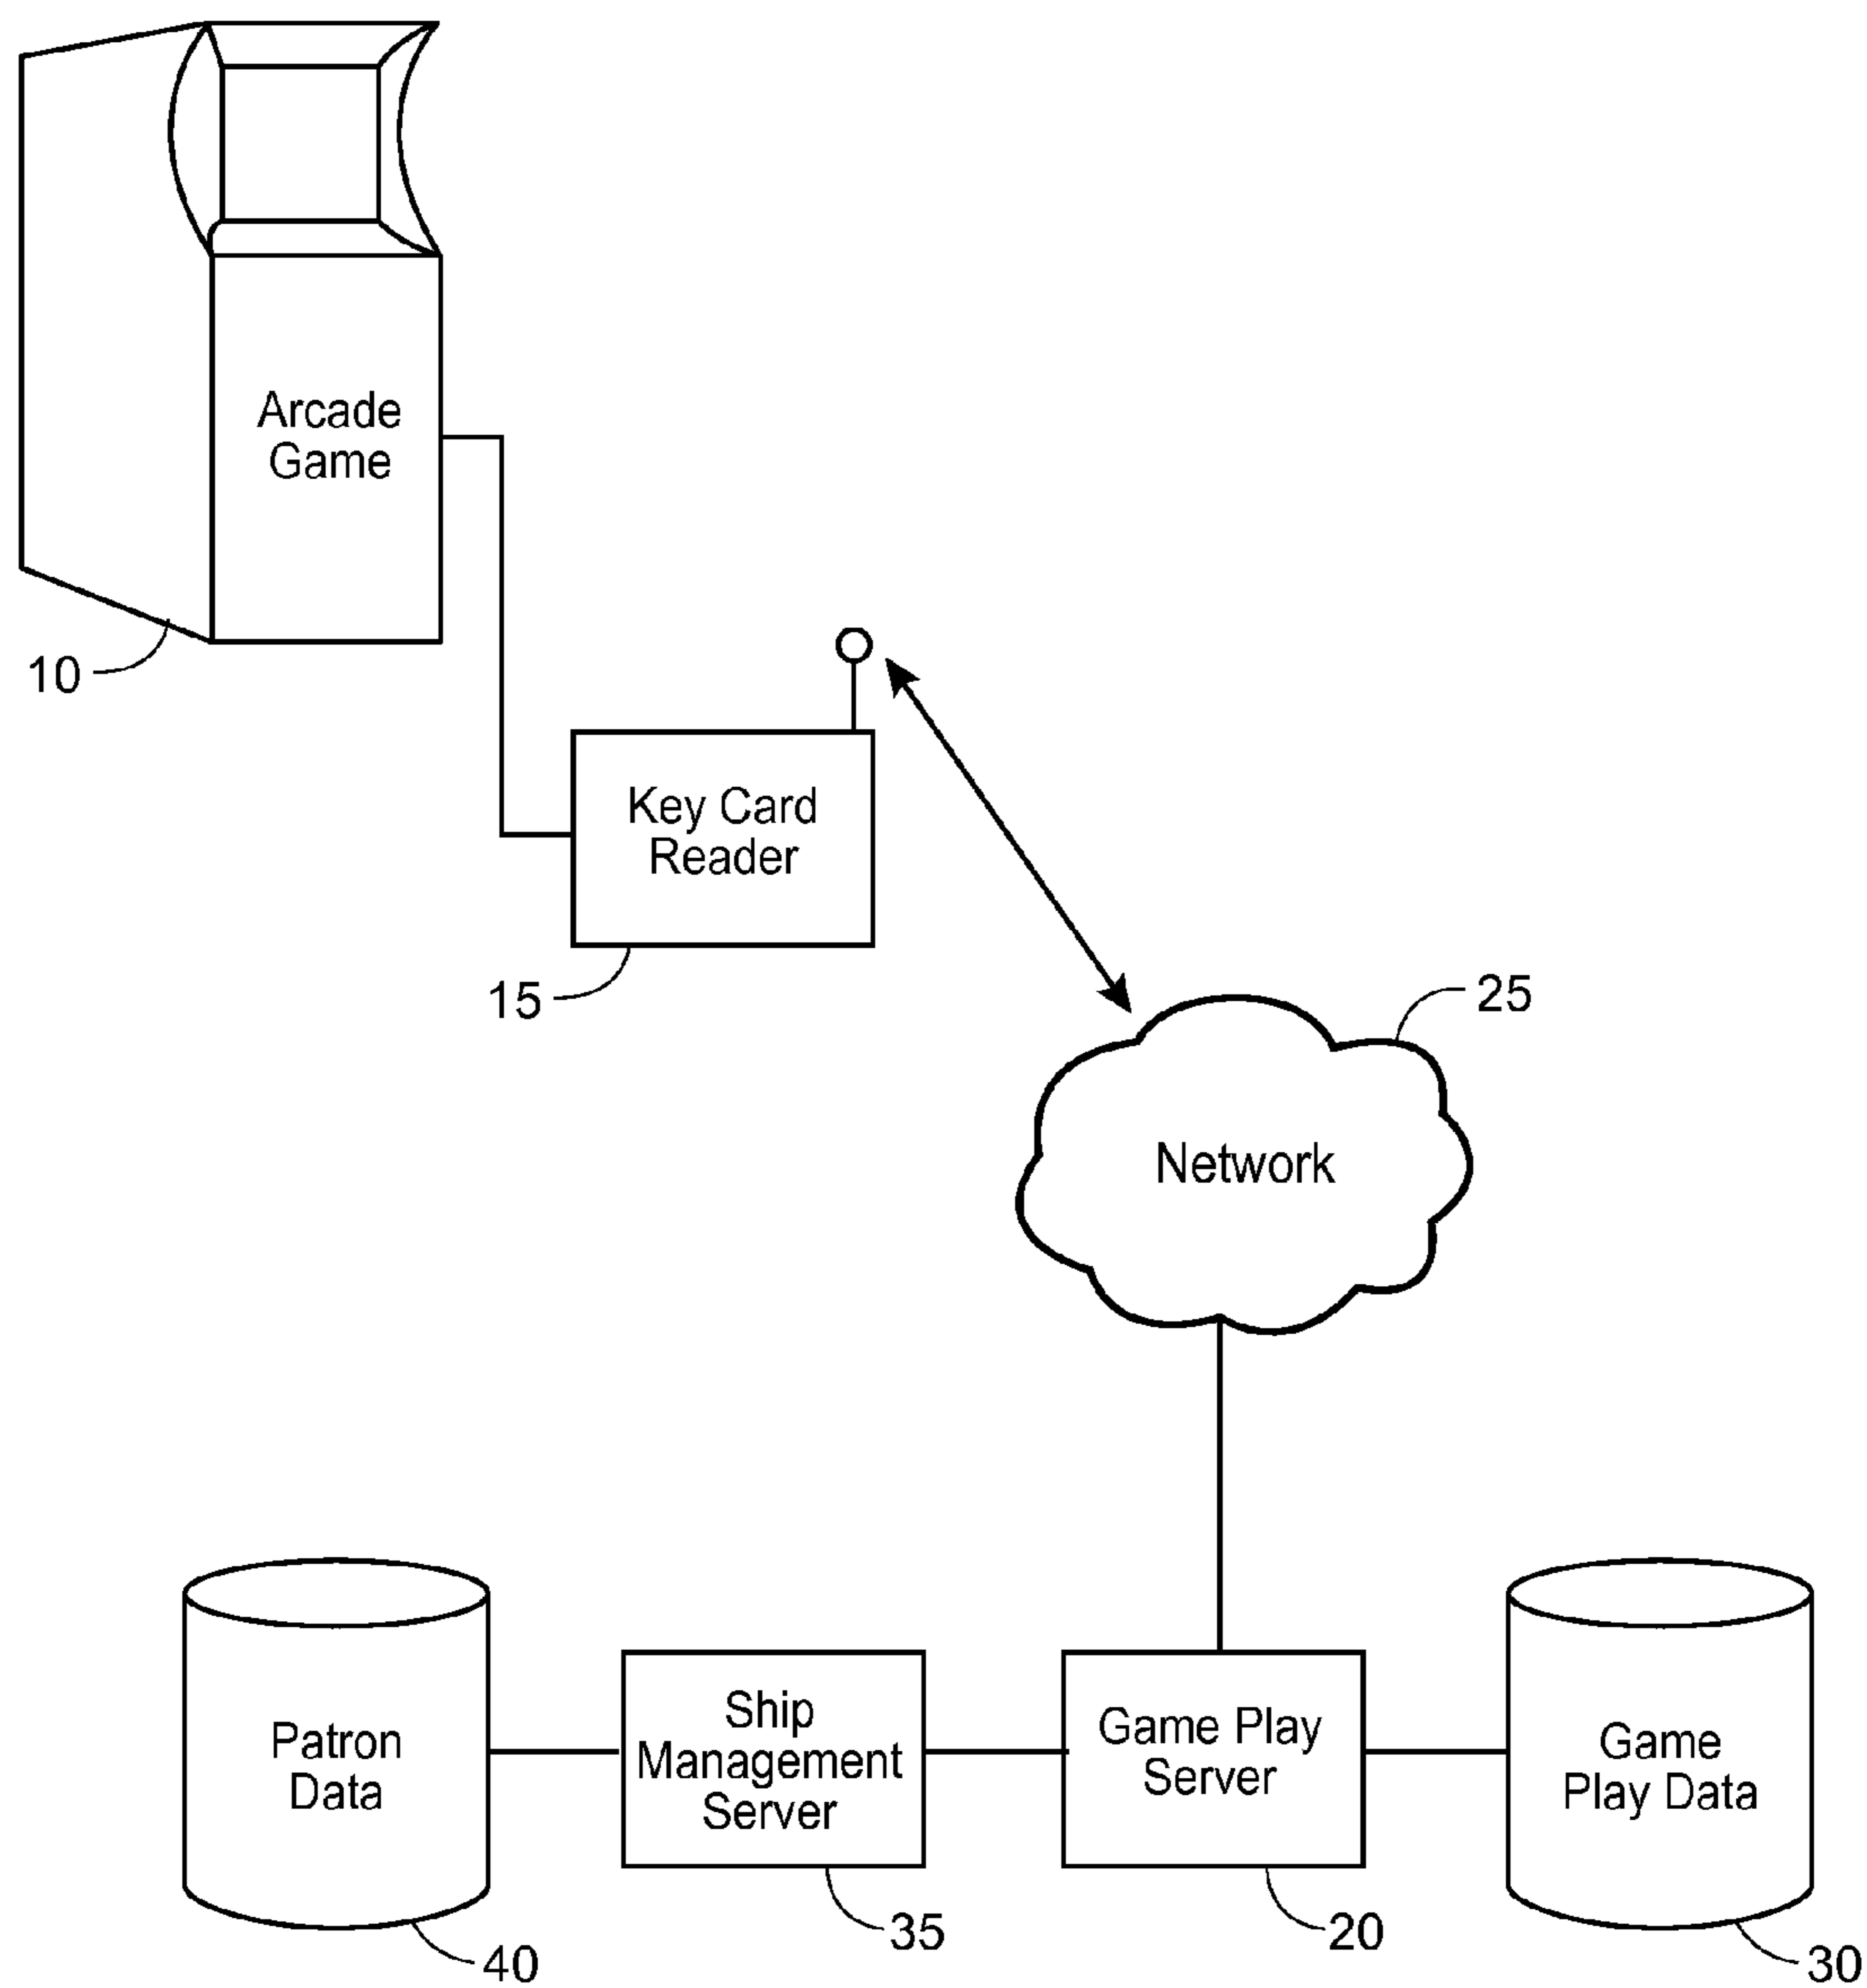 Arcade
Game
10
Key Card
Reader
15
25
Network
Patron
Data
Ship
Management
Server
Game Play
Server
Game
Play Data
40
35
20
30